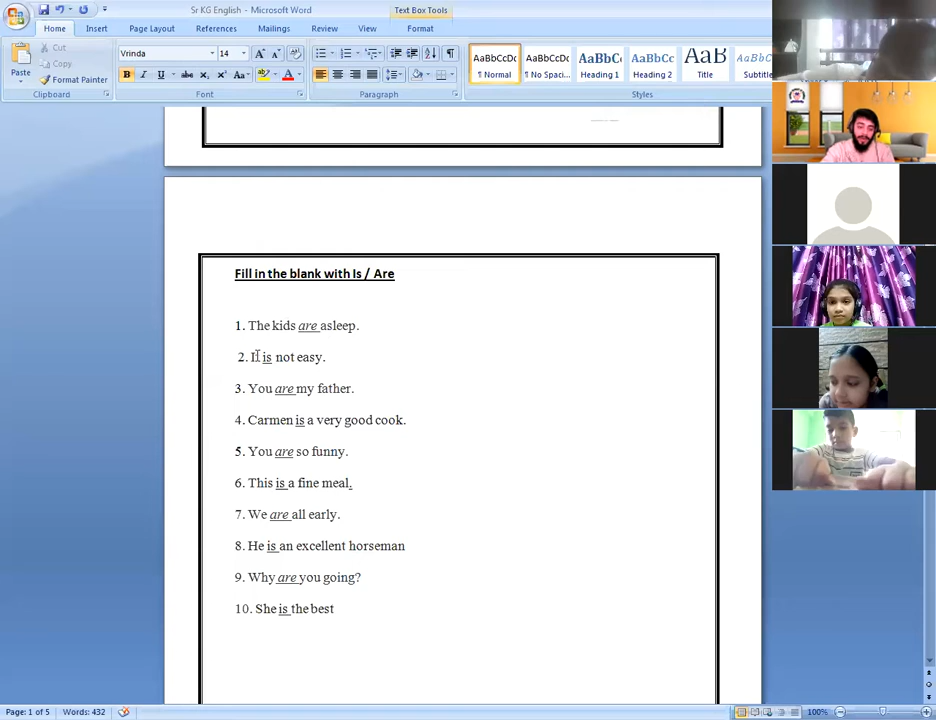 Sr KG English - Microsoft Word
Text Box Tools
Home Insert Page Layout References Mailings Review View Format
Paste
Cut
Copy
Format Painter
Vrinda 14
B I U abc X₂ X² Aa
AaBbCcDc AaBbCcDc AaBbC AaBbCc AaB AaBbCc.
¶ Normal ¶ No Spaci... Heading 1 Heading 2 Title Subtitle
Clipboard Font Paragraph Styles
Fill in the blank with Is / Are
1. The kids are asleep.
2. It is not easy.
3. You are my father.
4. Carmen is a very good cook.
5. You are so funny.
6. This is a fine meal.
7. We are all early.
8. He is an excellent horseman
9. Why are you going?
10. She is the best
Page: 1 of 5 Words: 432 100%